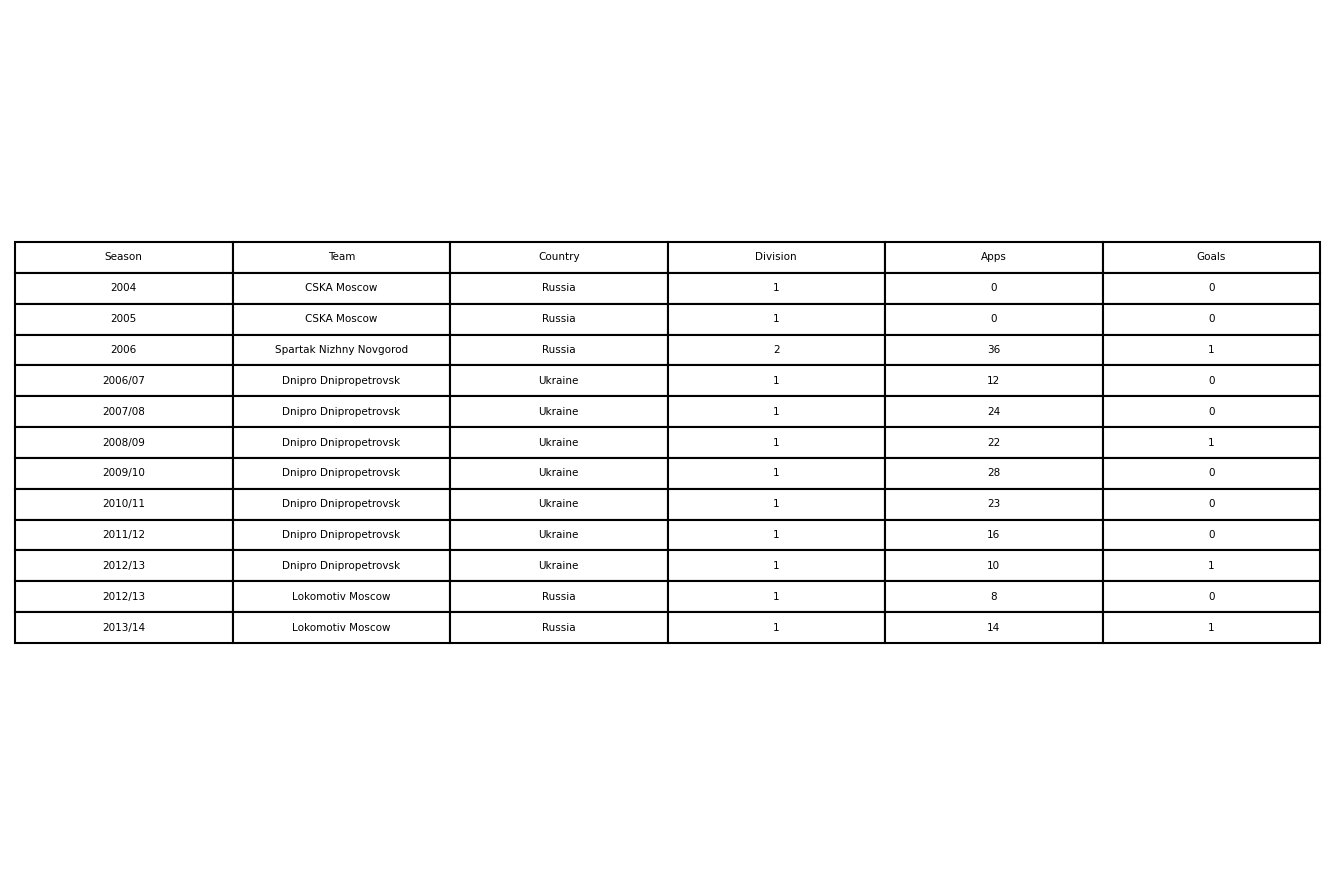 Season Team Country Division Apps Goals
2004 CSKA Moscow Russia 1 0 0
2005 CSKA Moscow Russia 1 0 0
2006 Spartak Nizhny Novgorod Russia 2 36 1
2006/07 Dnipro Dnipropetrovsk Ukraine 1 12 0
2007/08 Dnipro Dnipropetrovsk Ukraine 1 24 0
2008/09 Dnipro Dnipropetrovsk Ukraine 1 22 1
2009/10 Dnipro Dnipropetrovsk Ukraine 1 28 0
2010/11 Dnipro Dnipropetrovsk Ukraine 1 23 0
2011/12 Dnipro Dnipropetrovsk Ukraine 1 16 0
2012/13 Dnipro Dnipropetrovsk Ukraine 1 10 1
2012/13 Lokomotiv Moscow Russia 1 8 0
2013/14 Lokomotiv Moscow Russia 1 14 1